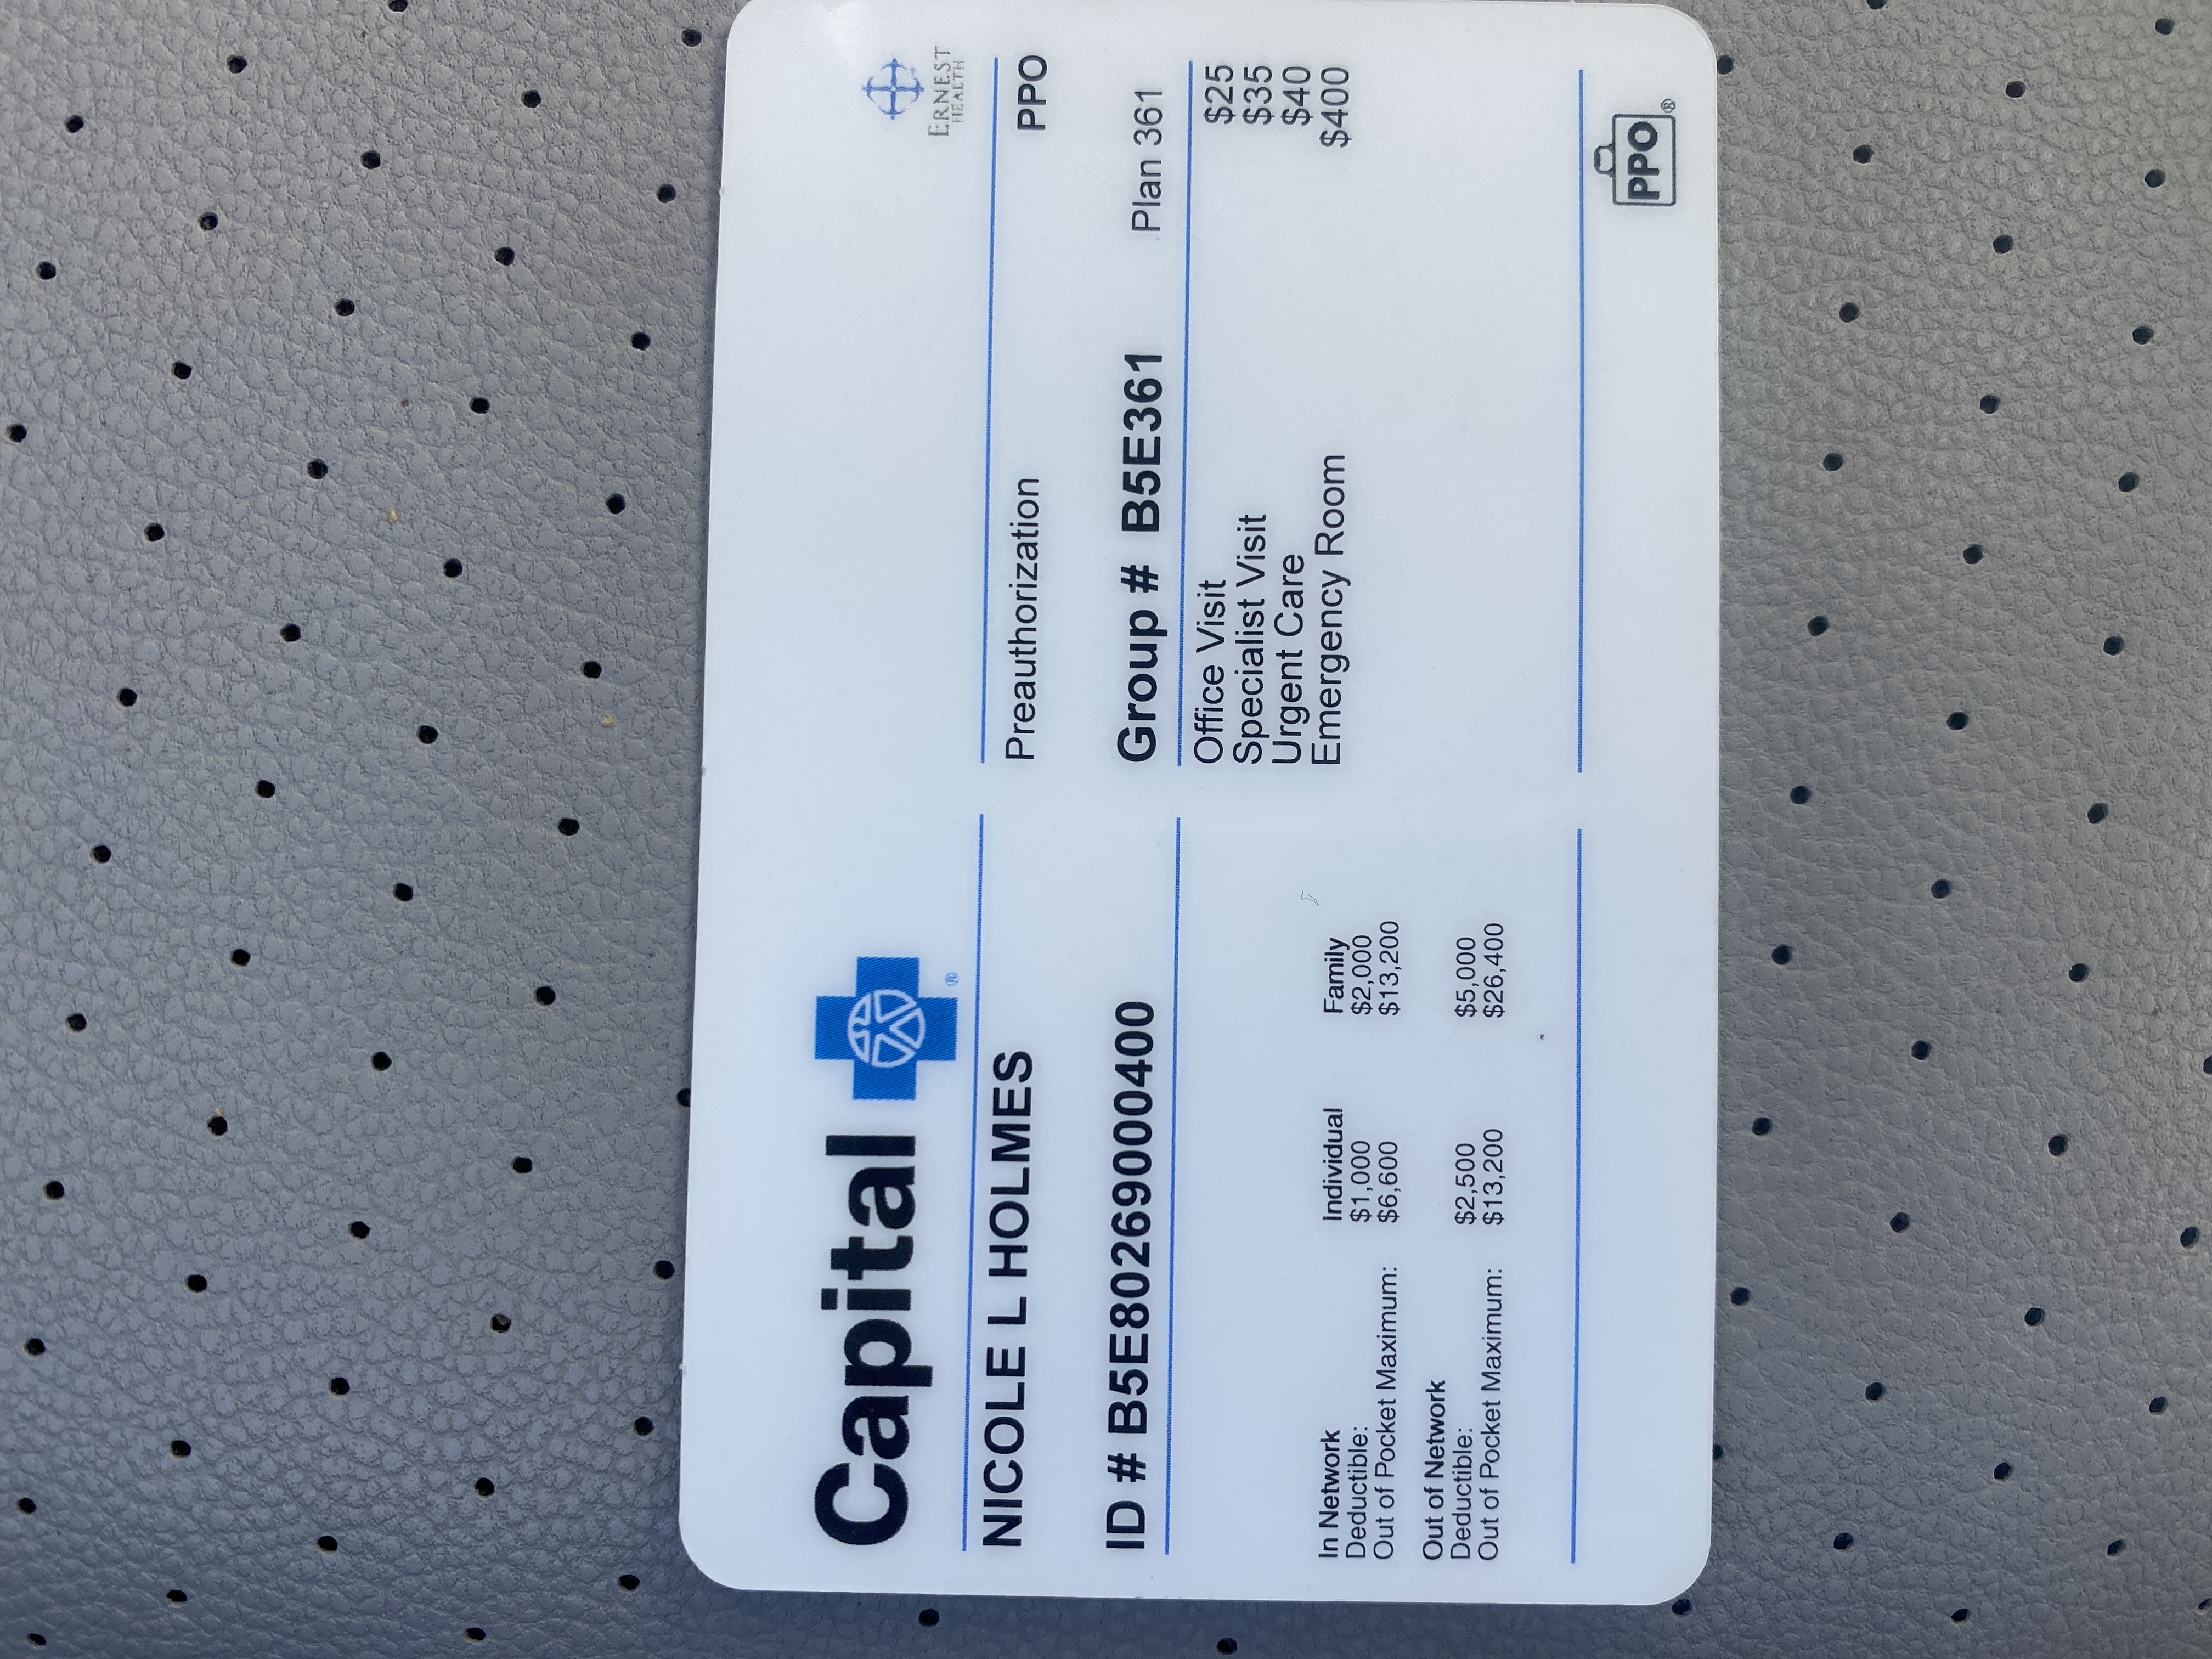 Capital
®
NICOLE L HOLMES
ID # B5E80269000400
In Network Individual Family
Deductible: $1,000 $2,000
Out of Pocket Maximum: $6,600 $13,200
Out of Network
Deductible: $2,500 $5,000
Out of Pocket Maximum: $13,200 $26,400
ERNEST
HEALTH
Preauthorization PPO
Group # B5E361 Plan 361
Office Visit $25
Specialist Visit $35
Urgent Care $40
Emergency Room $400
PPO ®